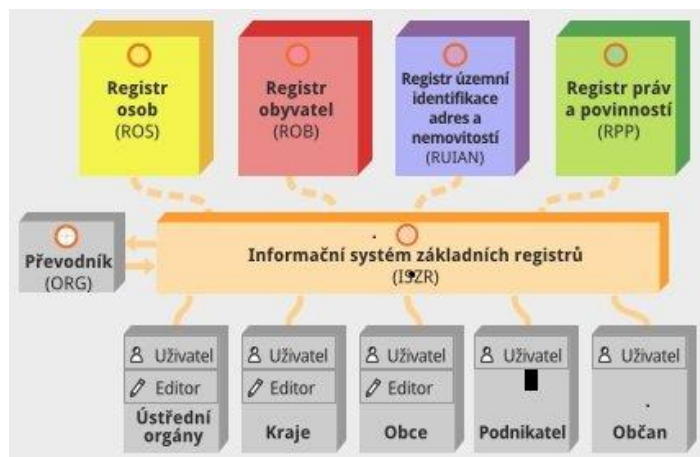 Registr
osob
(ROS)
Registr
obyvatel
(ROB)
Registr územní
identifikace
adres a
nemovitostí
(RUIAN)
Registr práv
a povinností
(RPP)
Převodník
(ORG)
Informační systém základních registrů
(ISZR)
Uživatel
Editor
Ústřední
orgány
Uživatel
Editor
Kraje
Uživatel
Editor
Obce
Uživatel
Podnikatel
Uživatel
Občan